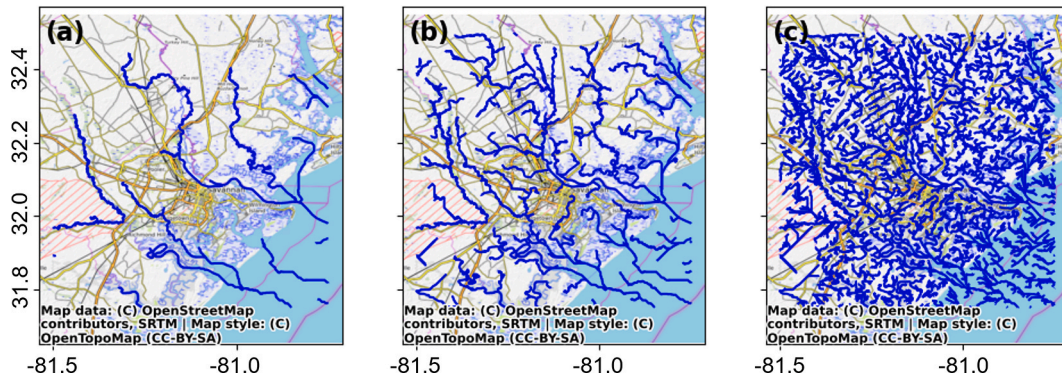 (a)
(b)
(c)
32.4
32.2
32.0
31.8
Savannah
Map data: (C) OpenStreetMap
contributors, SRTM | Map style: (C)
OpenTopoMap (CC-BY-SA)
Map data: (C) OpenStreetMap
contributors, SRTM | Map style: (C)
OpenTopoMap (CC-BY-SA)
Map data: (C) OpenStreetMap
contributors, SRTM | Map style: (C)
OpenTopoMap (CC-BY-SA)
-81.5
-81.0
-81.5
-81.0
-81.5
-81.0